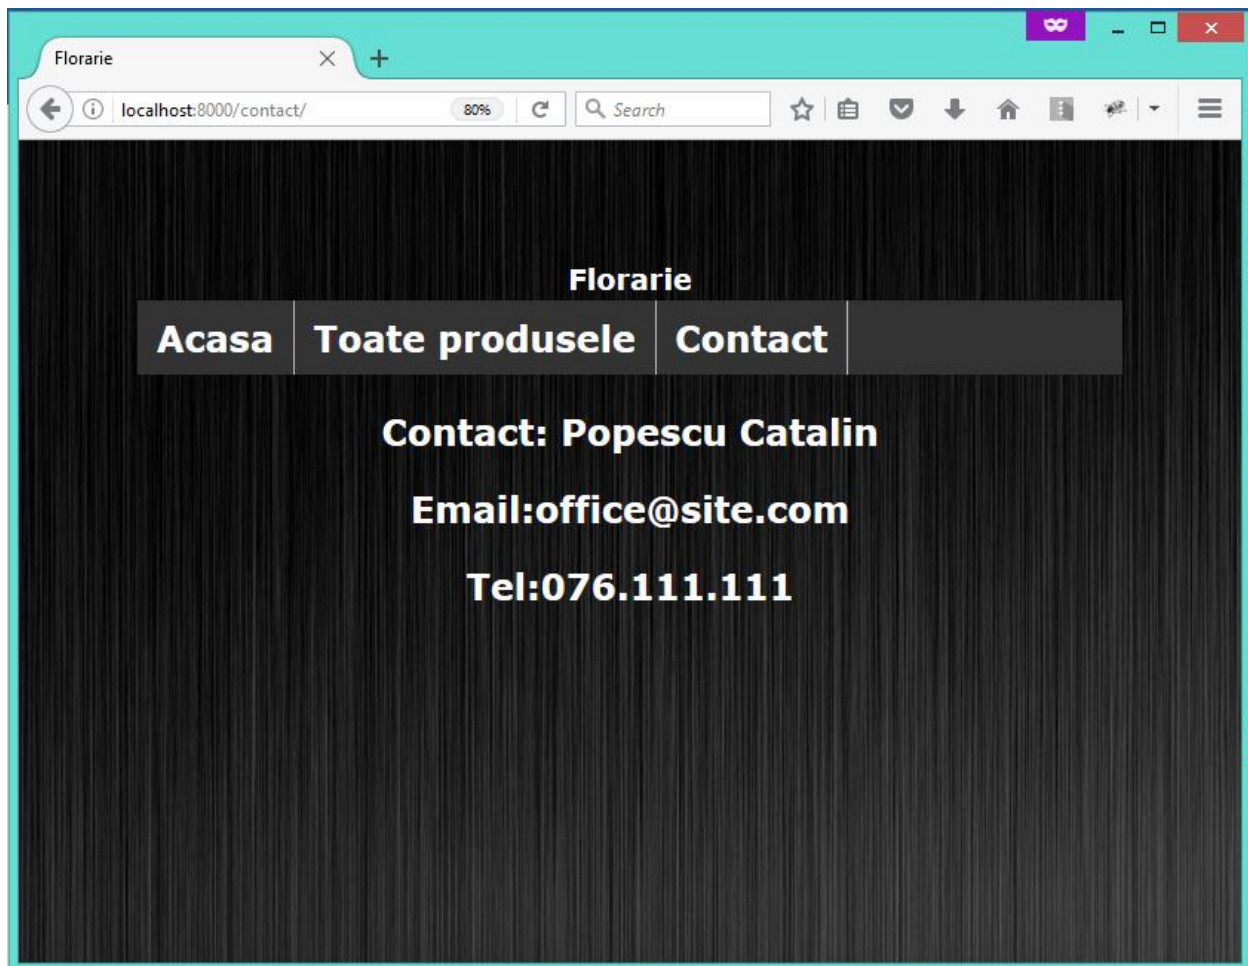 Florarie
localhost:8000/contact/ 80% Search
Florarie
Acasa Toate produsele Contact
Contact: Popescu Catalin
Email:office@site.com
Tel:076.111.111